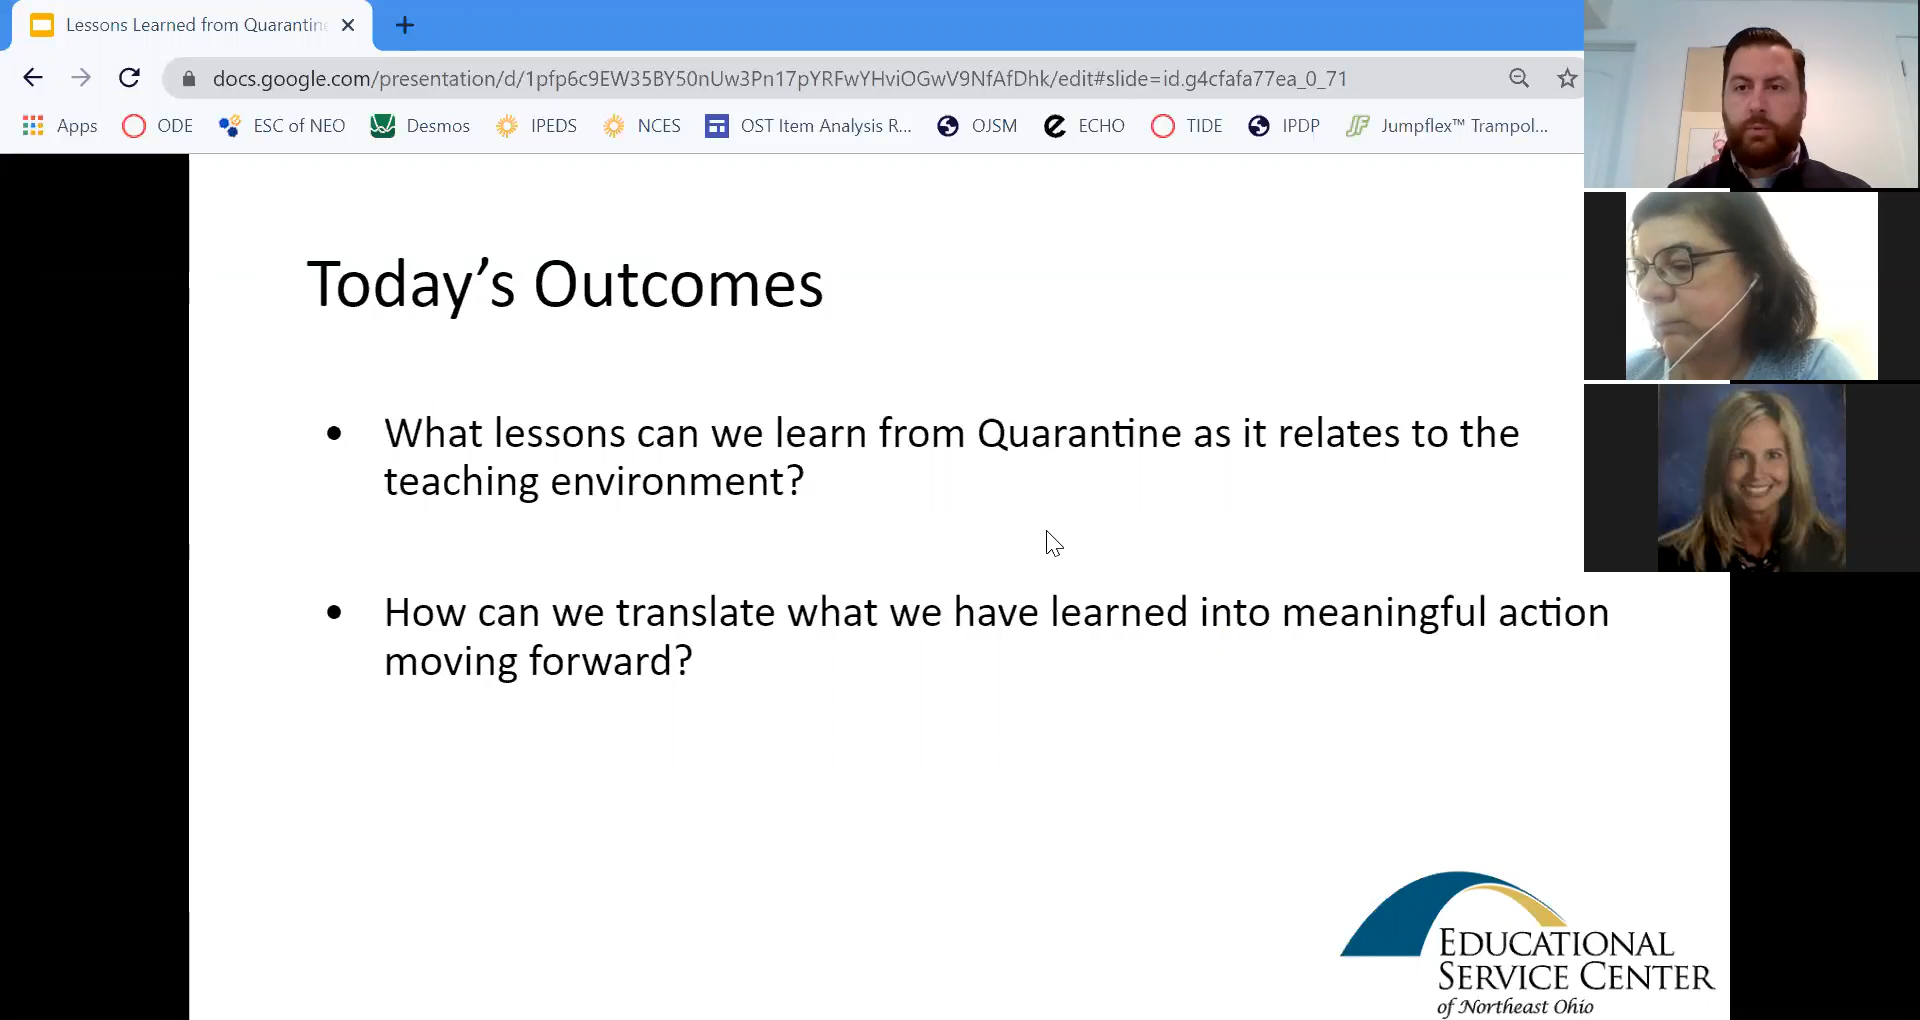 Lessons Learned from Quarantin
docs.google.com/presentation/d/1pfp6c9EW35BY50nUw3Pn17pYRFwYHviOGwV9NfAfDhk/edit#slide=id.g4cfafa77ea_0_71
Apps ODE ESC of NEO Desmos IPEDS NCES OST Item Analysis R... OJSM ECHO TIDE IPDP Jumpflex™ Trampol...
Today's Outcomes
• What lessons can we learn from Quarantine as it relates to the
teaching environment?
• How can we translate what we have learned into meaningful action
moving forward?
EDUCATIONAL
SERVICE CENTER
of Northeast Ohio